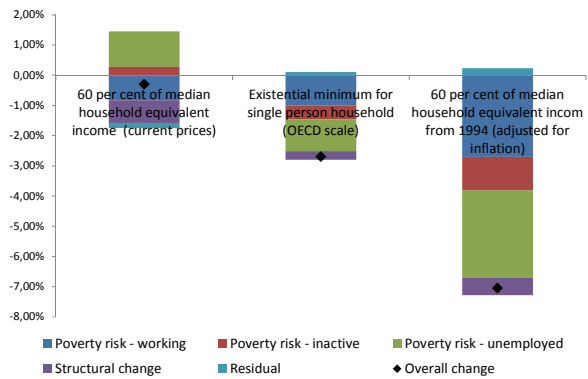 2,00%
1,00%
0,00%
-1,00%
-2,00%
-3,00%
-4,00%
-5,00%
-6,00%
-7,00%
-8,00%
60 per cent of median
household equivalent
income (current prices)
Existential minimum for
single person household
(OECD scale)
60 per cent of median
household equivalent incom
from 1994 (adjusted for
inflation)
Poverty risk - working
Poverty risk - inactive
Poverty risk - unemployed
Structural change
Residual
Overall change